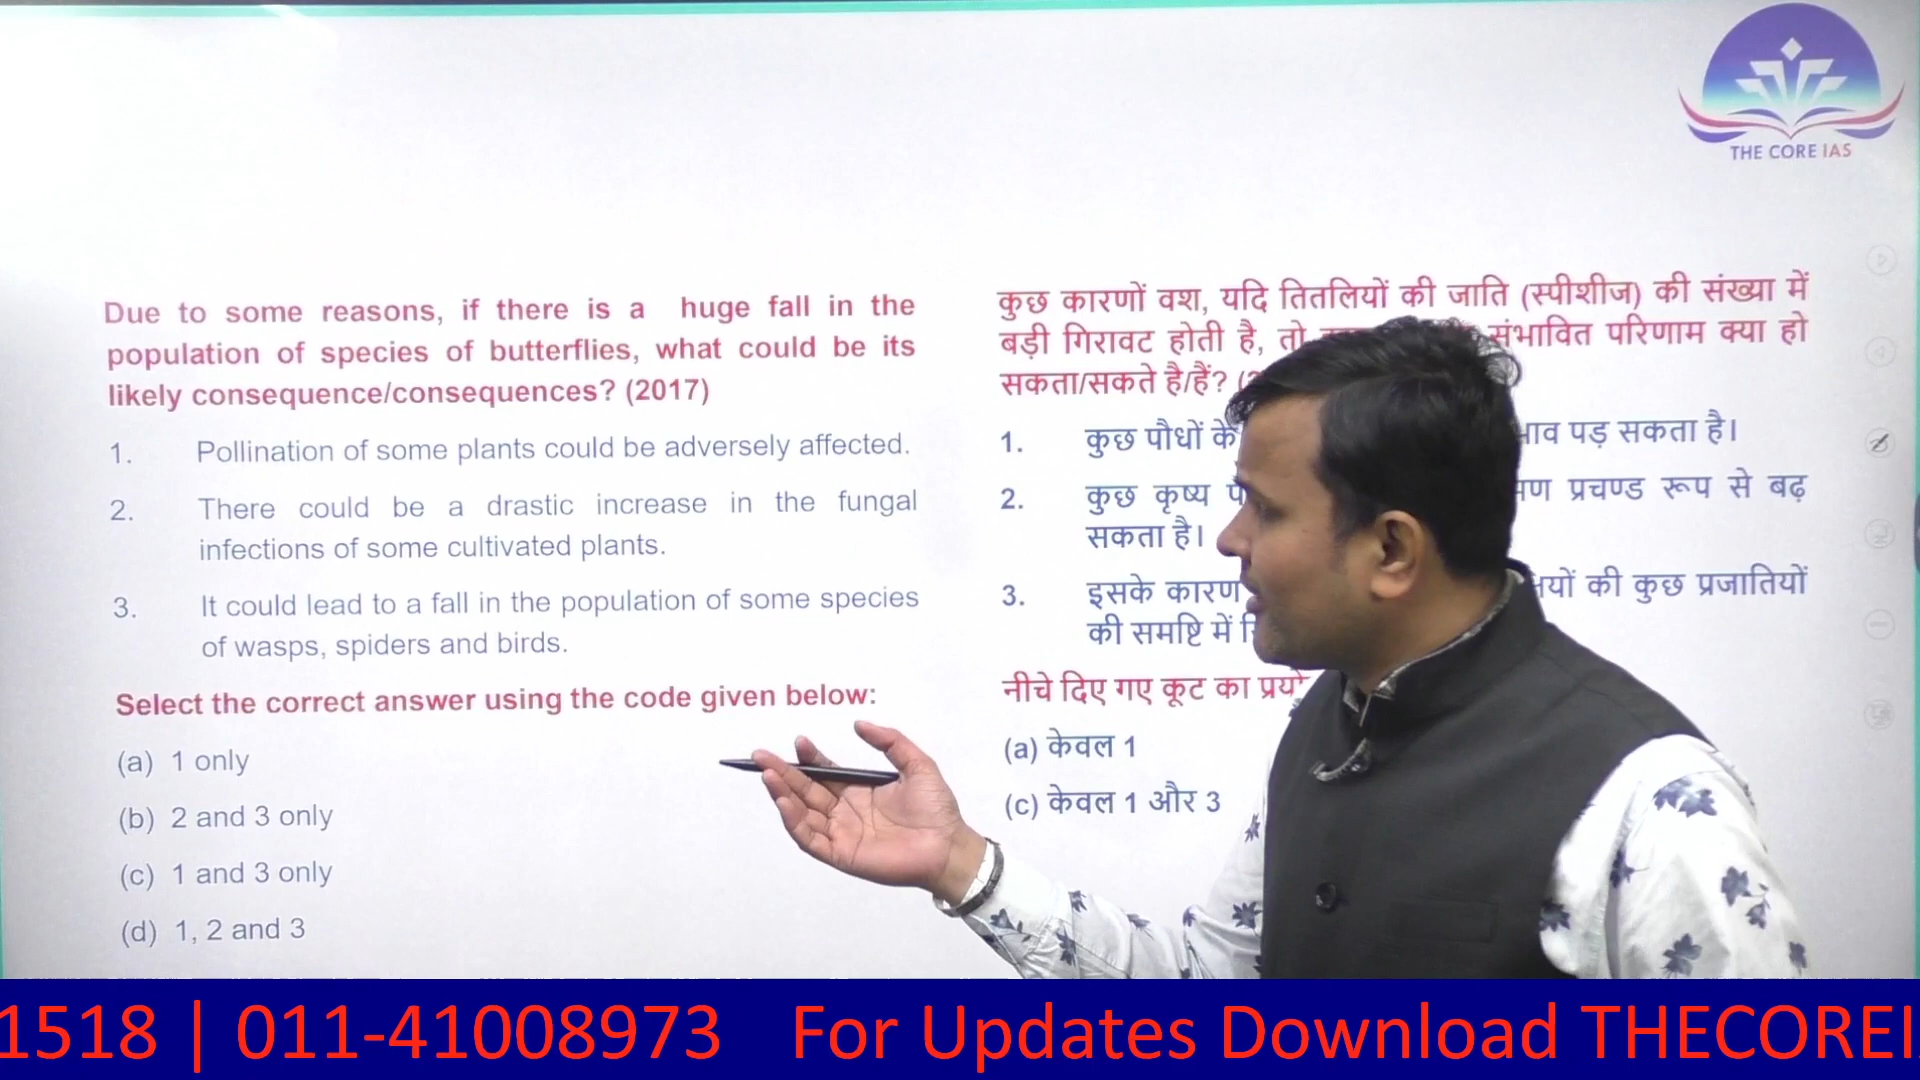 THE CORE IAS
Due to some reasons, if there is a huge fall in the
population of species of butterflies, what could be its
likely consequence/consequences? (2017)
1. Pollination of some plants could be adversely affected.
2. There could be a drastic increase in the fungal
infections of some cultivated plants.
3. It could lead to a fall in the population of some species
of wasps, spiders and birds.
Select the correct answer using the code given below:
(a) 1 only
(b) 2 and 3 only
(c) 1 and 3 only
(d) 1, 2 and 3
कुछ कारणों वश, यदि तितलियों की जाति (स्पीशीज) की संख्या में
बड़ी गिरावट होती है, तो संभावित परिणाम क्या हो
सकता/सकते है/हैं?
1. कुछ पौधों के पड़ सकता है।
2. कुछ कृष्य प्रचण्ड रूप से बढ़
सकता है।
3. इसके कारण की कुछ प्रजातियों
की समष्टि में
नीचे दिए गए कूट का
(a) केवल 1
(c) केवल 1 और 3
1518 | 011-41008973 For Updates Download THECOREI